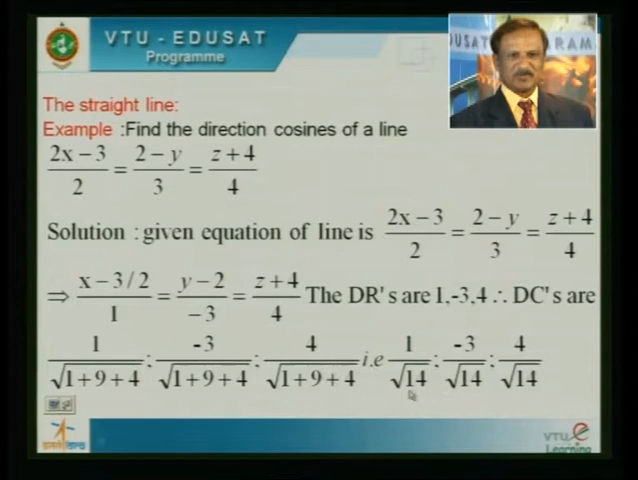 VTU - EDUSAT
Programme
DUSAT RAM
The straight line:
Example :Find the direction cosines of a line
(2x − 3)/2 = (2 − y)/3 = (z + 4)/4
Solution : given equation of line is (2x − 3)/2 = (2 − y)/3 = (z + 4)/4
⇒ (x − 3/2)/1 = (y − 2)/−3 = (z + 4)/4 The DR's are 1,-3,4 ∴ DC's are
1/√(1+9+4) : -3/√(1+9+4) : 4/√(1+9+4) i.e 1/√14 : -3/√14 : 4/√14
VTU e
Learning